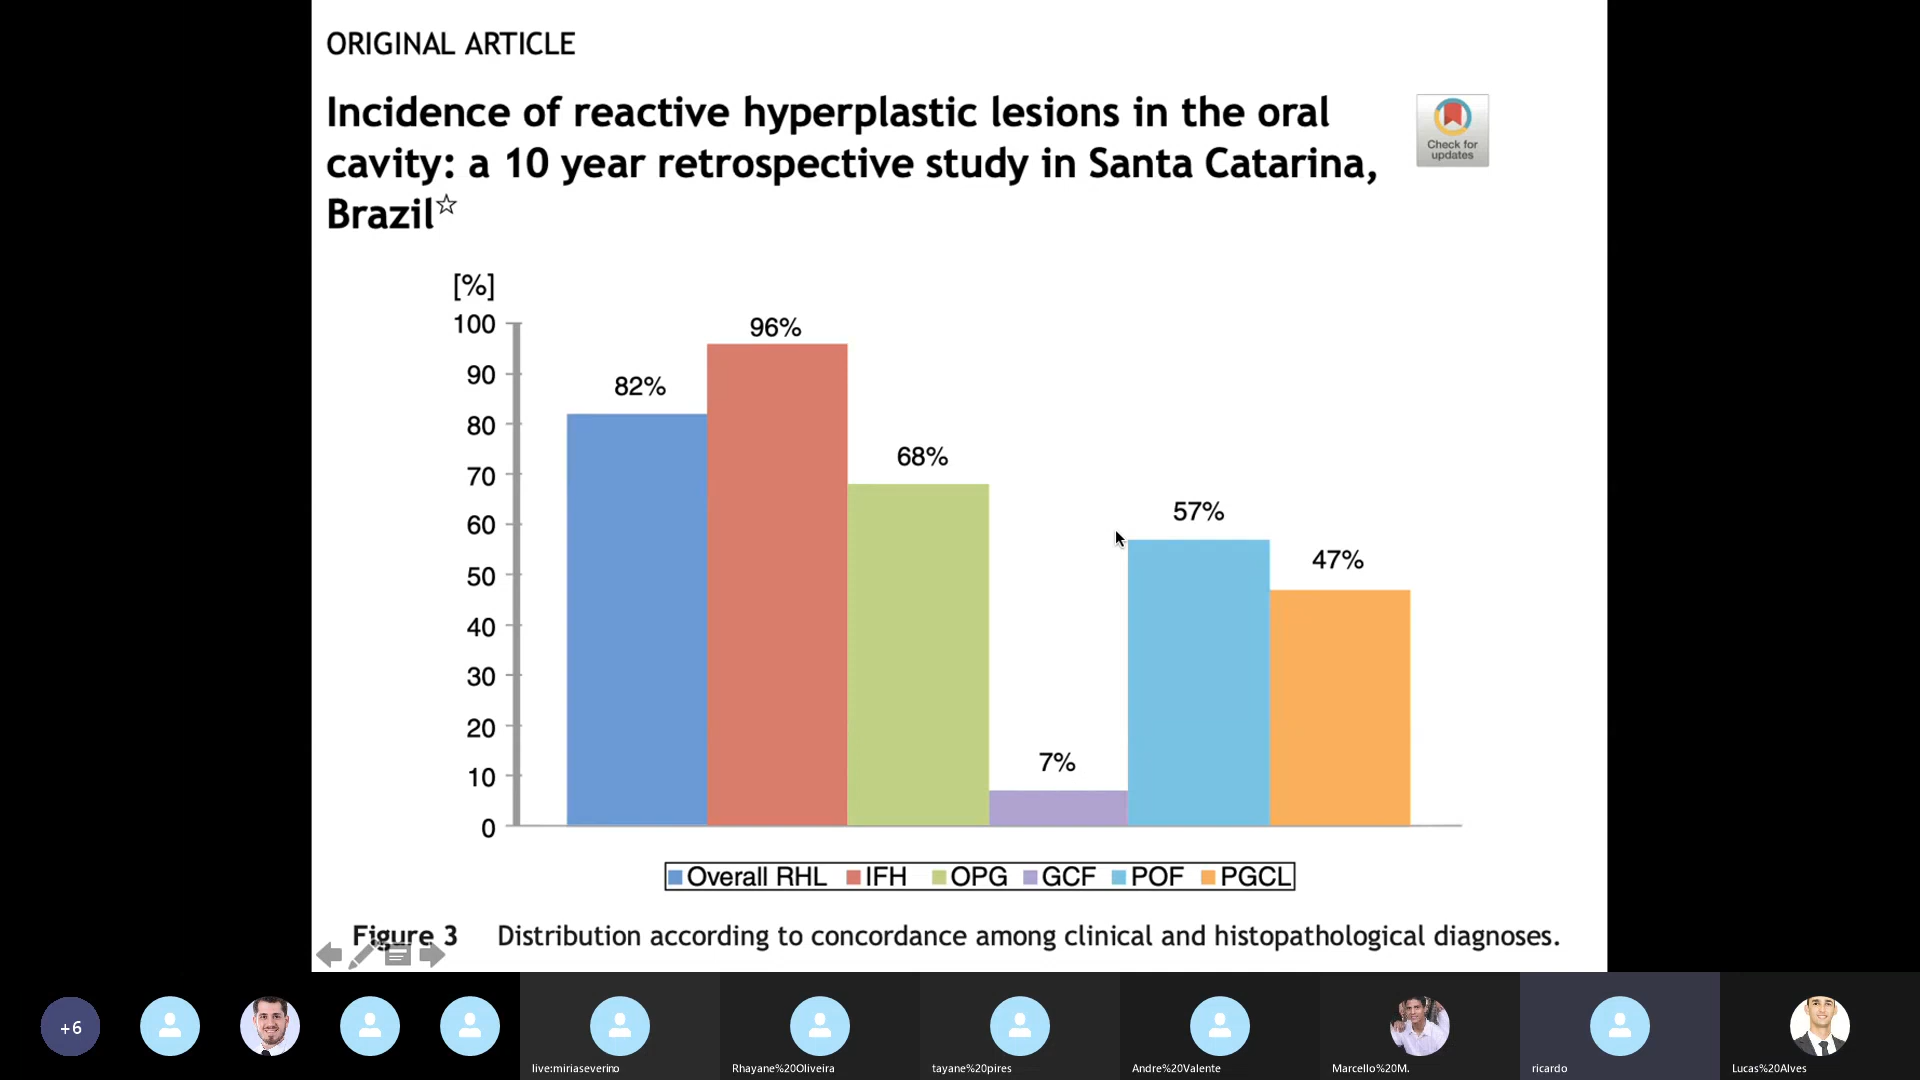 ORIGINAL ARTICLE
Incidence of reactive hyperplastic lesions in the oral
cavity: a 10 year retrospective study in Santa Catarina,
Brazil☆
Check for
updates
[%]
100
90
80
70
60
50
40
30
20
10
0
82%
96%
68%
7%
57%
47%
Overall RHL IFH OPG GCF POF PGCL
Figure 3 Distribution according to concordance among clinical and histopathological diagnoses.
+6
live:miriaseverino
Rhayane%20Oliveira
tayane%20pires
Andre%20Valente
Marcello%20M.
ricardo
Lucas%20Alves